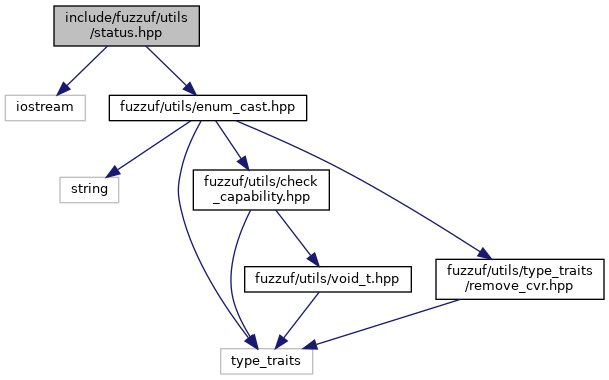 include/fuzzuf/utils
/status.hpp
iostream
fuzzuf/utils/enum_cast.hpp
string
fuzzuf/utils/check
_capability.hpp
fuzzuf/utils/void_t.hpp
fuzzuf/utils/type_traits
/remove_cvr.hpp
type_traits